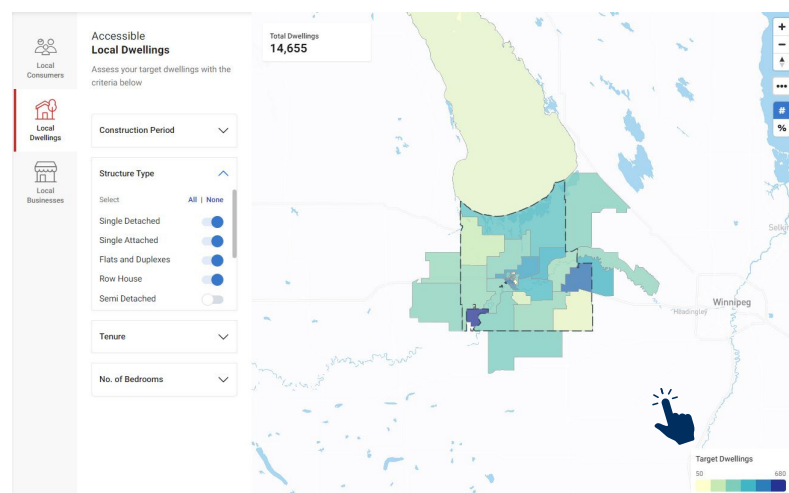 Local
Consumers
Local
Dwellings
Local
Businesses
Accessible
Local Dwellings
Assess your target dwellings with the
criteria below
Construction Period
Structure Type
Select All | None
Single Detached
Single Attached
Flats and Duplexes
Row House
Semi Detached
Tenure
No. of Bedrooms
Total Dwellings
14,655
+
−
•••
#
%
Selkir
Winnipeg
Headingley
Target Dwellings
50 680